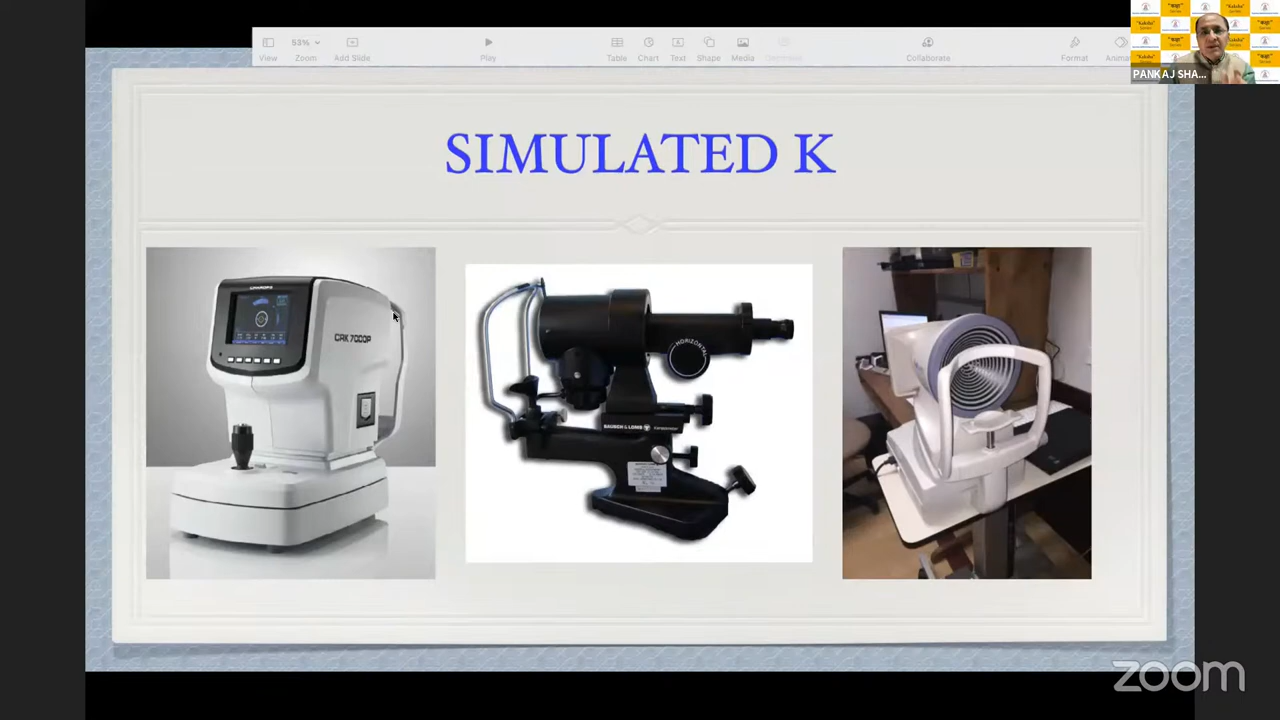 53%
View
Zoom
Add Slide
Play
Table
Chart
Text
Shape
Media
Collaborate
Format
PANKAJ SHA...
SIMULATED K
CRK 7000P
HORIZONTAL
BAUSCH & LOMB
zoom